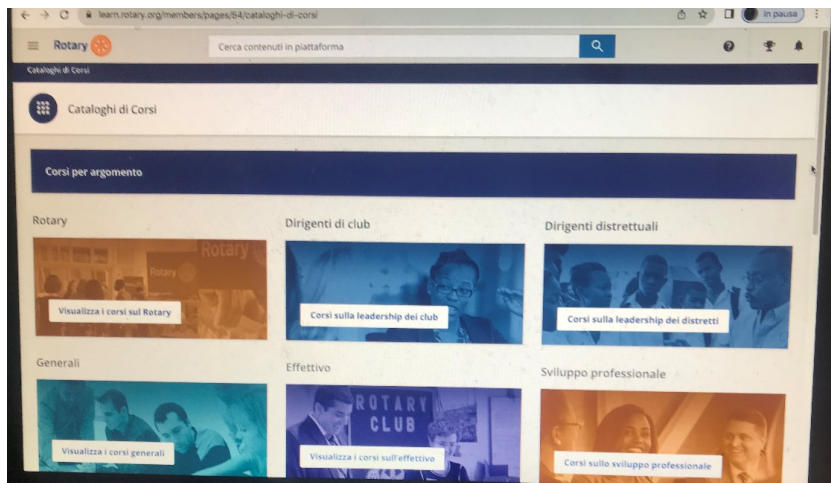 learn.rotary.org/members/pages/54/cataloghi-di-corsi
in pausa
Rotary
Cerca contenuti in piattaforma
Cataloghi di Corsi
Cataloghi di Corsi
Corsi per argomento
Rotary
Dirigenti di club
Dirigenti distrettuali
Rotary
Rotary
Visualizza i corsi sul Rotary
Corsi sulla leadership dei club
Corsi sulla leadership dei distretti
Generali
Effettivo
Sviluppo professionale
ROTARY
CLUB
Visualizza i corsi generali
Visualizza i corsi sull'effettivo
Corsi sullo sviluppo professionale